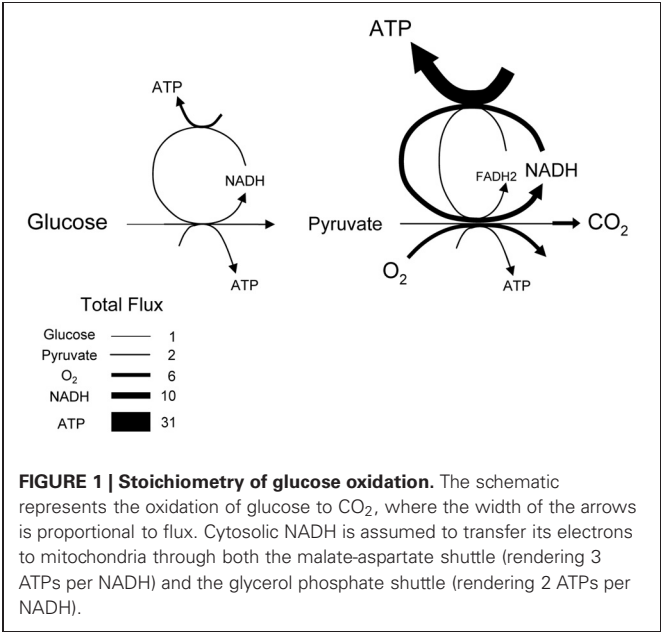 ATP
ATP
NADH
FADH2 NADH
Glucose
Pyruvate
CO₂
O₂
ATP
ATP
Total Flux
Glucose 1
Pyruvate 2
O₂ 6
NADH 10
ATP 31
FIGURE 1 | Stoichiometry of glucose oxidation. The schematic
represents the oxidation of glucose to CO₂, where the width of the arrows
is proportional to flux. Cytosolic NADH is assumed to transfer its electrons
to mitochondria through both the malate-aspartate shuttle (rendering 3
ATPs per NADH) and the glycerol phosphate shuttle (rendering 2 ATPs per
NADH).